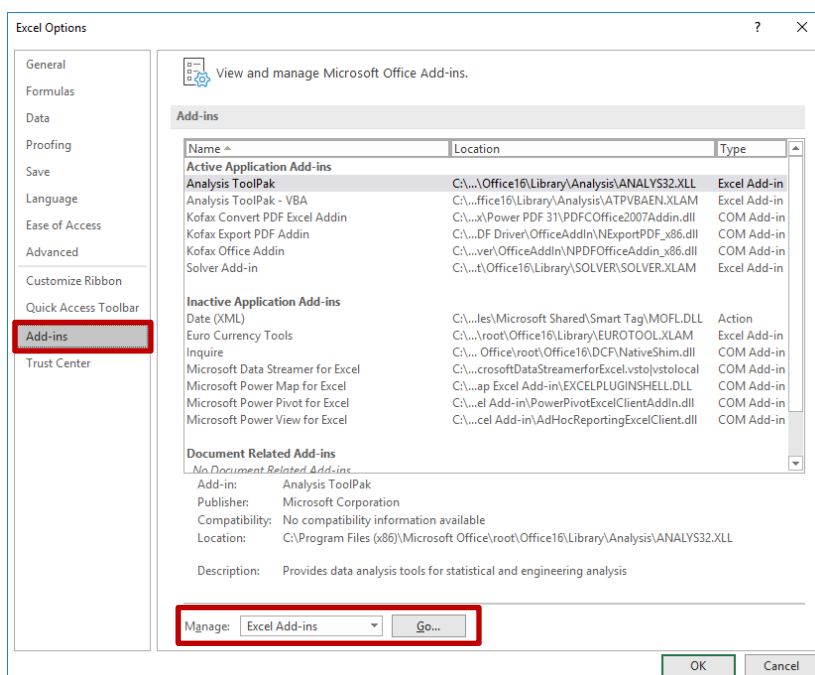 Excel Options ? ×
General
Formulas
Data
Proofing
Save
Language
Ease of Access
Advanced
Customize Ribbon
Quick Access Toolbar
Add-ins
Trust Center
View and manage Microsoft Office Add-ins.
Add-ins
Name Location Type
Active Application Add-ins
Analysis ToolPak C:\...\Office16\Library\Analysis\ANALYS32.XLL Excel Add-in
Analysis ToolPak - VBA C:\...ffice16\Library\Analysis\ATPVBAEN.XLAM Excel Add-in
Kofax Convert PDF Excel Addin C:\...x\Power PDF 31\PDFCOffice2007Addin.dll COM Add-in
Kofax Export PDF Addin C:\...DF Driver\OfficeAddIn\NExportPDF_x86.dll COM Add-in
Kofax Office Addin C:\...ver\OfficeAddIn\NPDFOfficeAddin_x86.dll COM Add-in
Solver Add-in C:\...t\Office16\Library\SOLVER\SOLVER.XLAM Excel Add-in
Inactive Application Add-ins
Date (XML) C:\...les\Microsoft Shared\Smart Tag\MOFL.DLL Action
Euro Currency Tools C:\...\root\Office16\Library\EUROTOOL.XLAM Excel Add-in
Inquire C:\... Office\root\Office16\DCF\NativeShim.dll COM Add-in
Microsoft Data Streamer for Excel C:\...crosoftDataStreamerforExcel.vsto|vstolocal COM Add-in
Microsoft Power Map for Excel C:\...ap Excel Add-in\EXCELPLUGINSHELL.DLL COM Add-in
Microsoft Power Pivot for Excel C:\...el Add-in\PowerPivotExcelClientAddIn.dll COM Add-in
Microsoft Power View for Excel C:\...cel Add-in\AdHocReportingExcelClient.dll COM Add-in
Document Related Add-ins
No Document Related Add-ins
Add-in: Analysis ToolPak
Publisher: Microsoft Corporation
Compatibility: No compatibility information available
Location: C:\Program Files (x86)\Microsoft Office\root\Office16\Library\Analysis\ANALYS32.XLL
Description: Provides data analysis tools for statistical and engineering analysis
Manage: Excel Add-ins Go...
OK Cancel